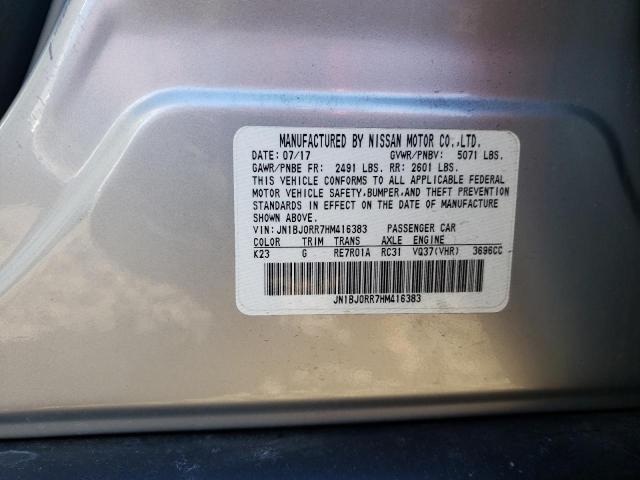 MANUFACTURED BY NISSAN MOTOR CO.,LTD.
DATE: 07/17 GVWR/PNBV: 5071 LBS.
GAWR/PNBE FR: 2491 LBS. RR: 2601 LBS.
THIS VEHICLE CONFORMS TO ALL APPLICABLE FEDERAL
MOTOR VEHICLE SAFETY,BUMPER,AND THEFT PREVENTION
STANDARDS IN EFFECT ON THE DATE OF MANUFACTURE
SHOWN ABOVE.
VIN: JN1BJ0RR7HM416383 PASSENGER CAR
COLOR TRIM TRANS AXLE ENGINE
K23 G RE7R01A RC31 VQ37(VHR) 3696CC
JN1BJ0RR7HM416383